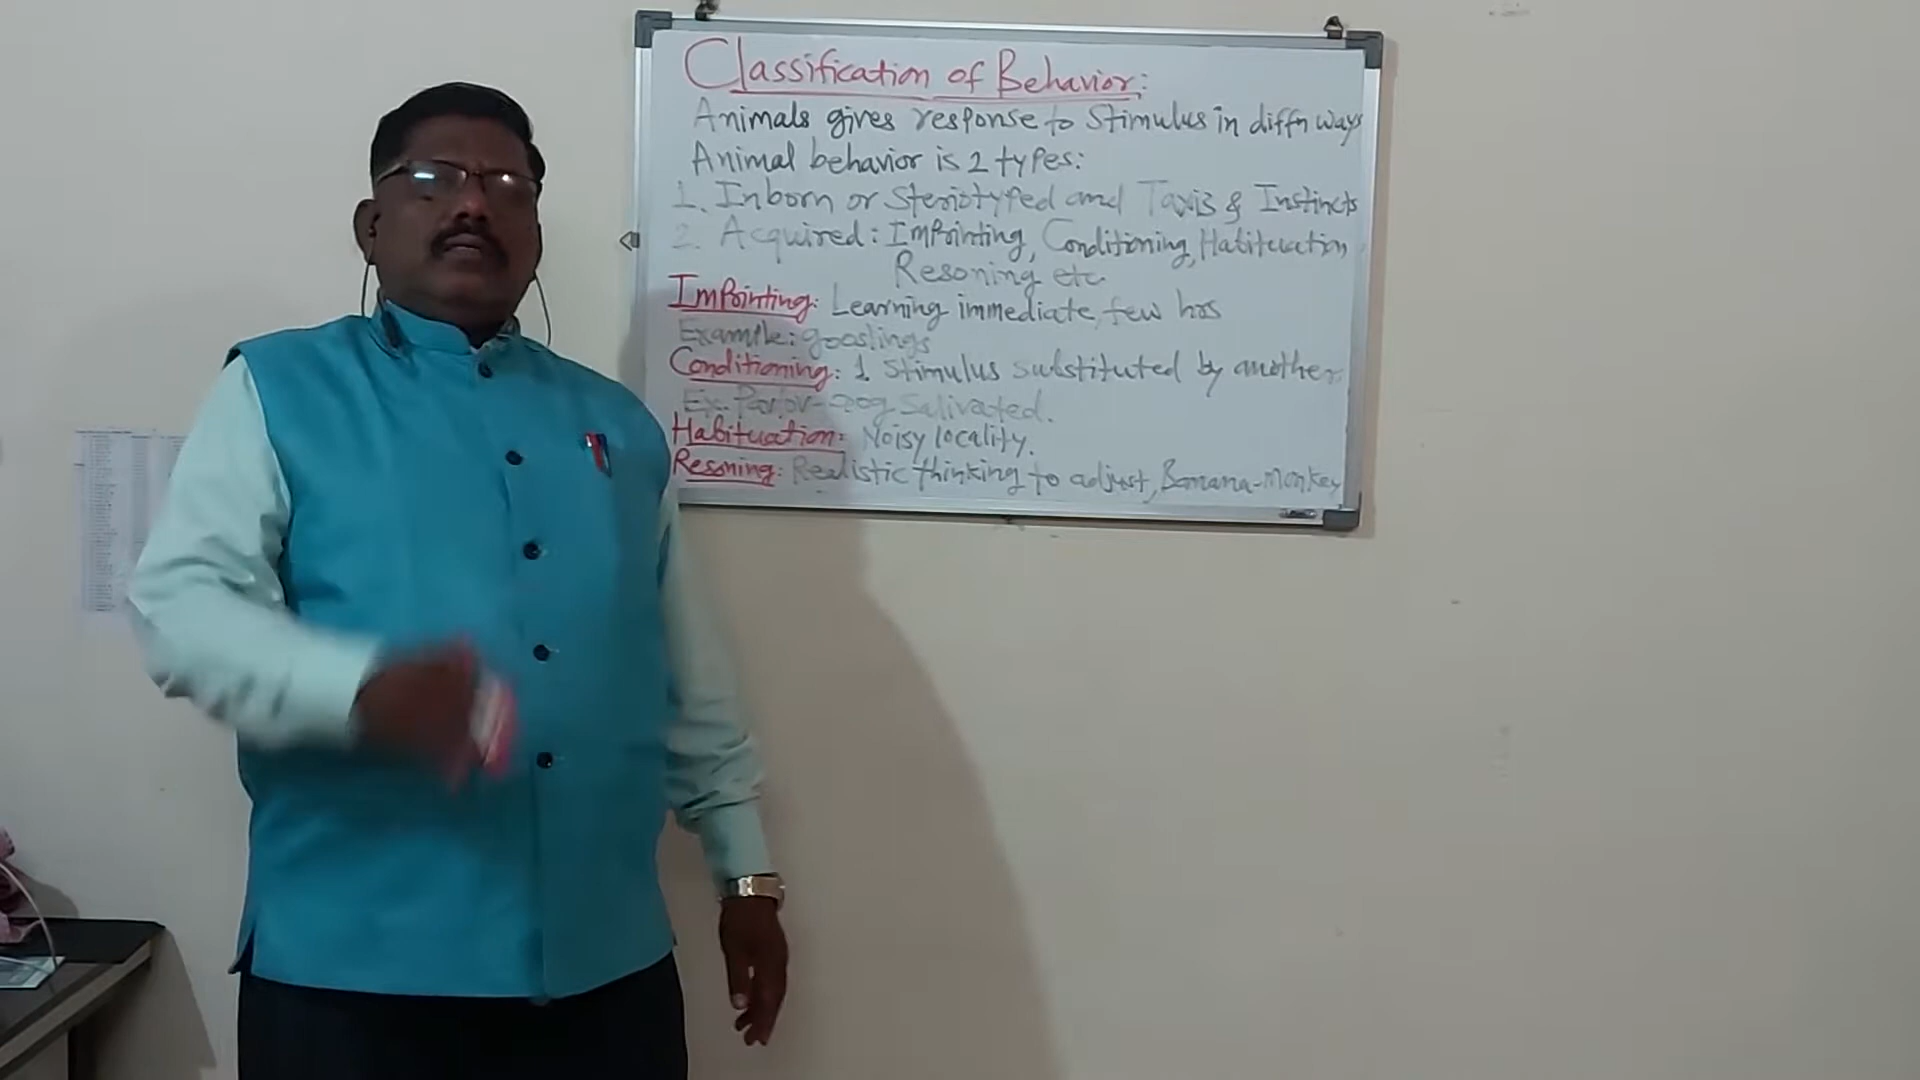 Classification of Behavior:
Animals gives response to Stimulus in diffn ways
Animal behavior is 2 types:
1. Inborn or Steriotyped and Taxis & Instincts
2. Acquired: Imprinting, Conditioning, Habituation
Resoning etc
Imprinting: Learning immediate, few hrs
Example: gooslings
Conditioning: 1 Stimulus substituted by another.
Ex. Pavlov-Dog Salivated.
Habituation: Noisy locality.
Resoning: Realistic thinking to adjust, Banana-monkey